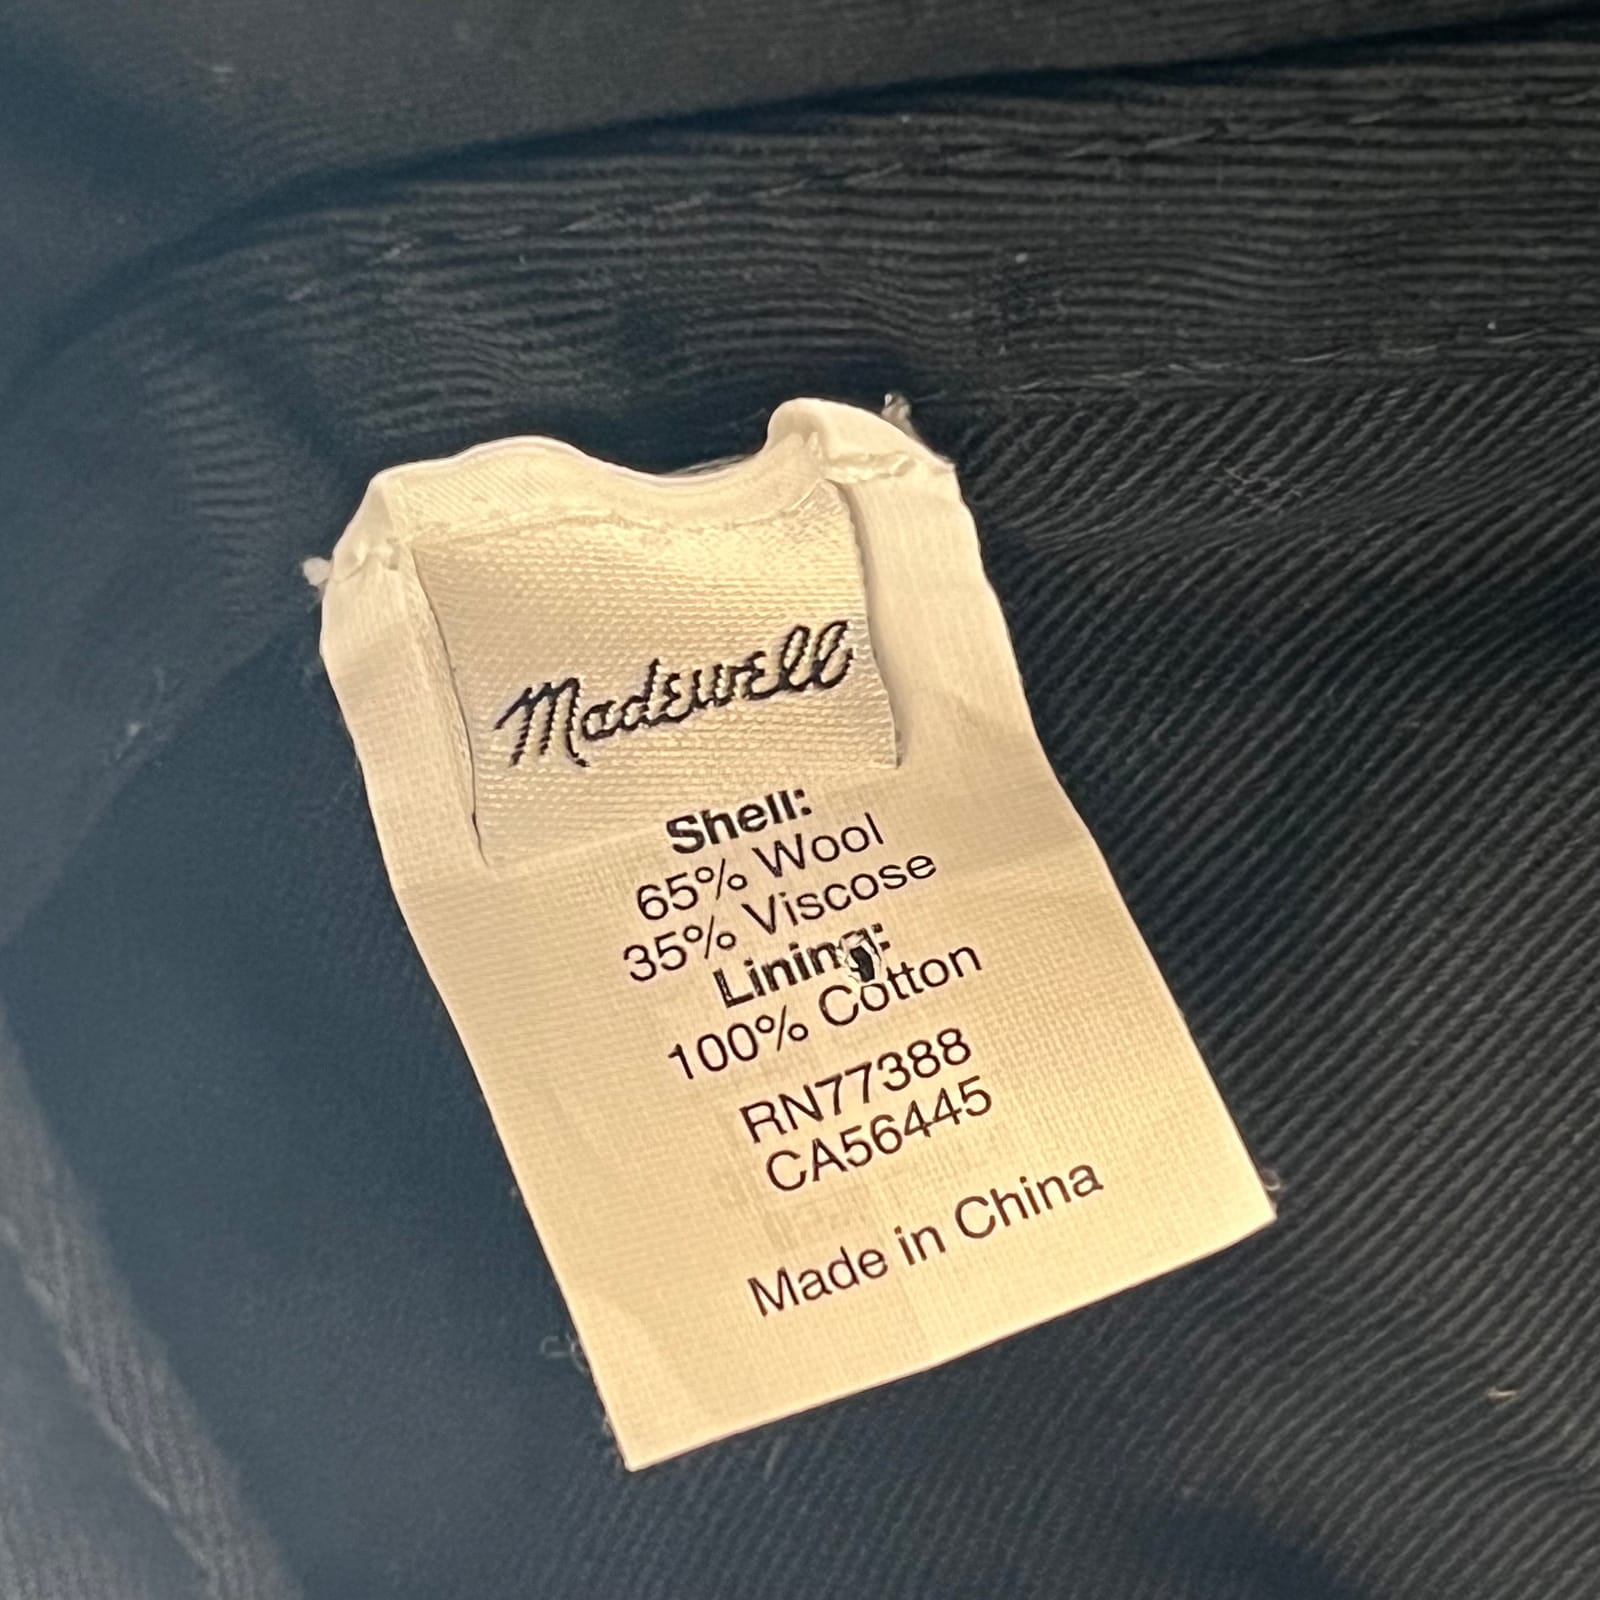 Madewell
Shell:
65% Wool
35% Viscose
Lining:
100% Cotton
RN77388
CA56445
Made in China